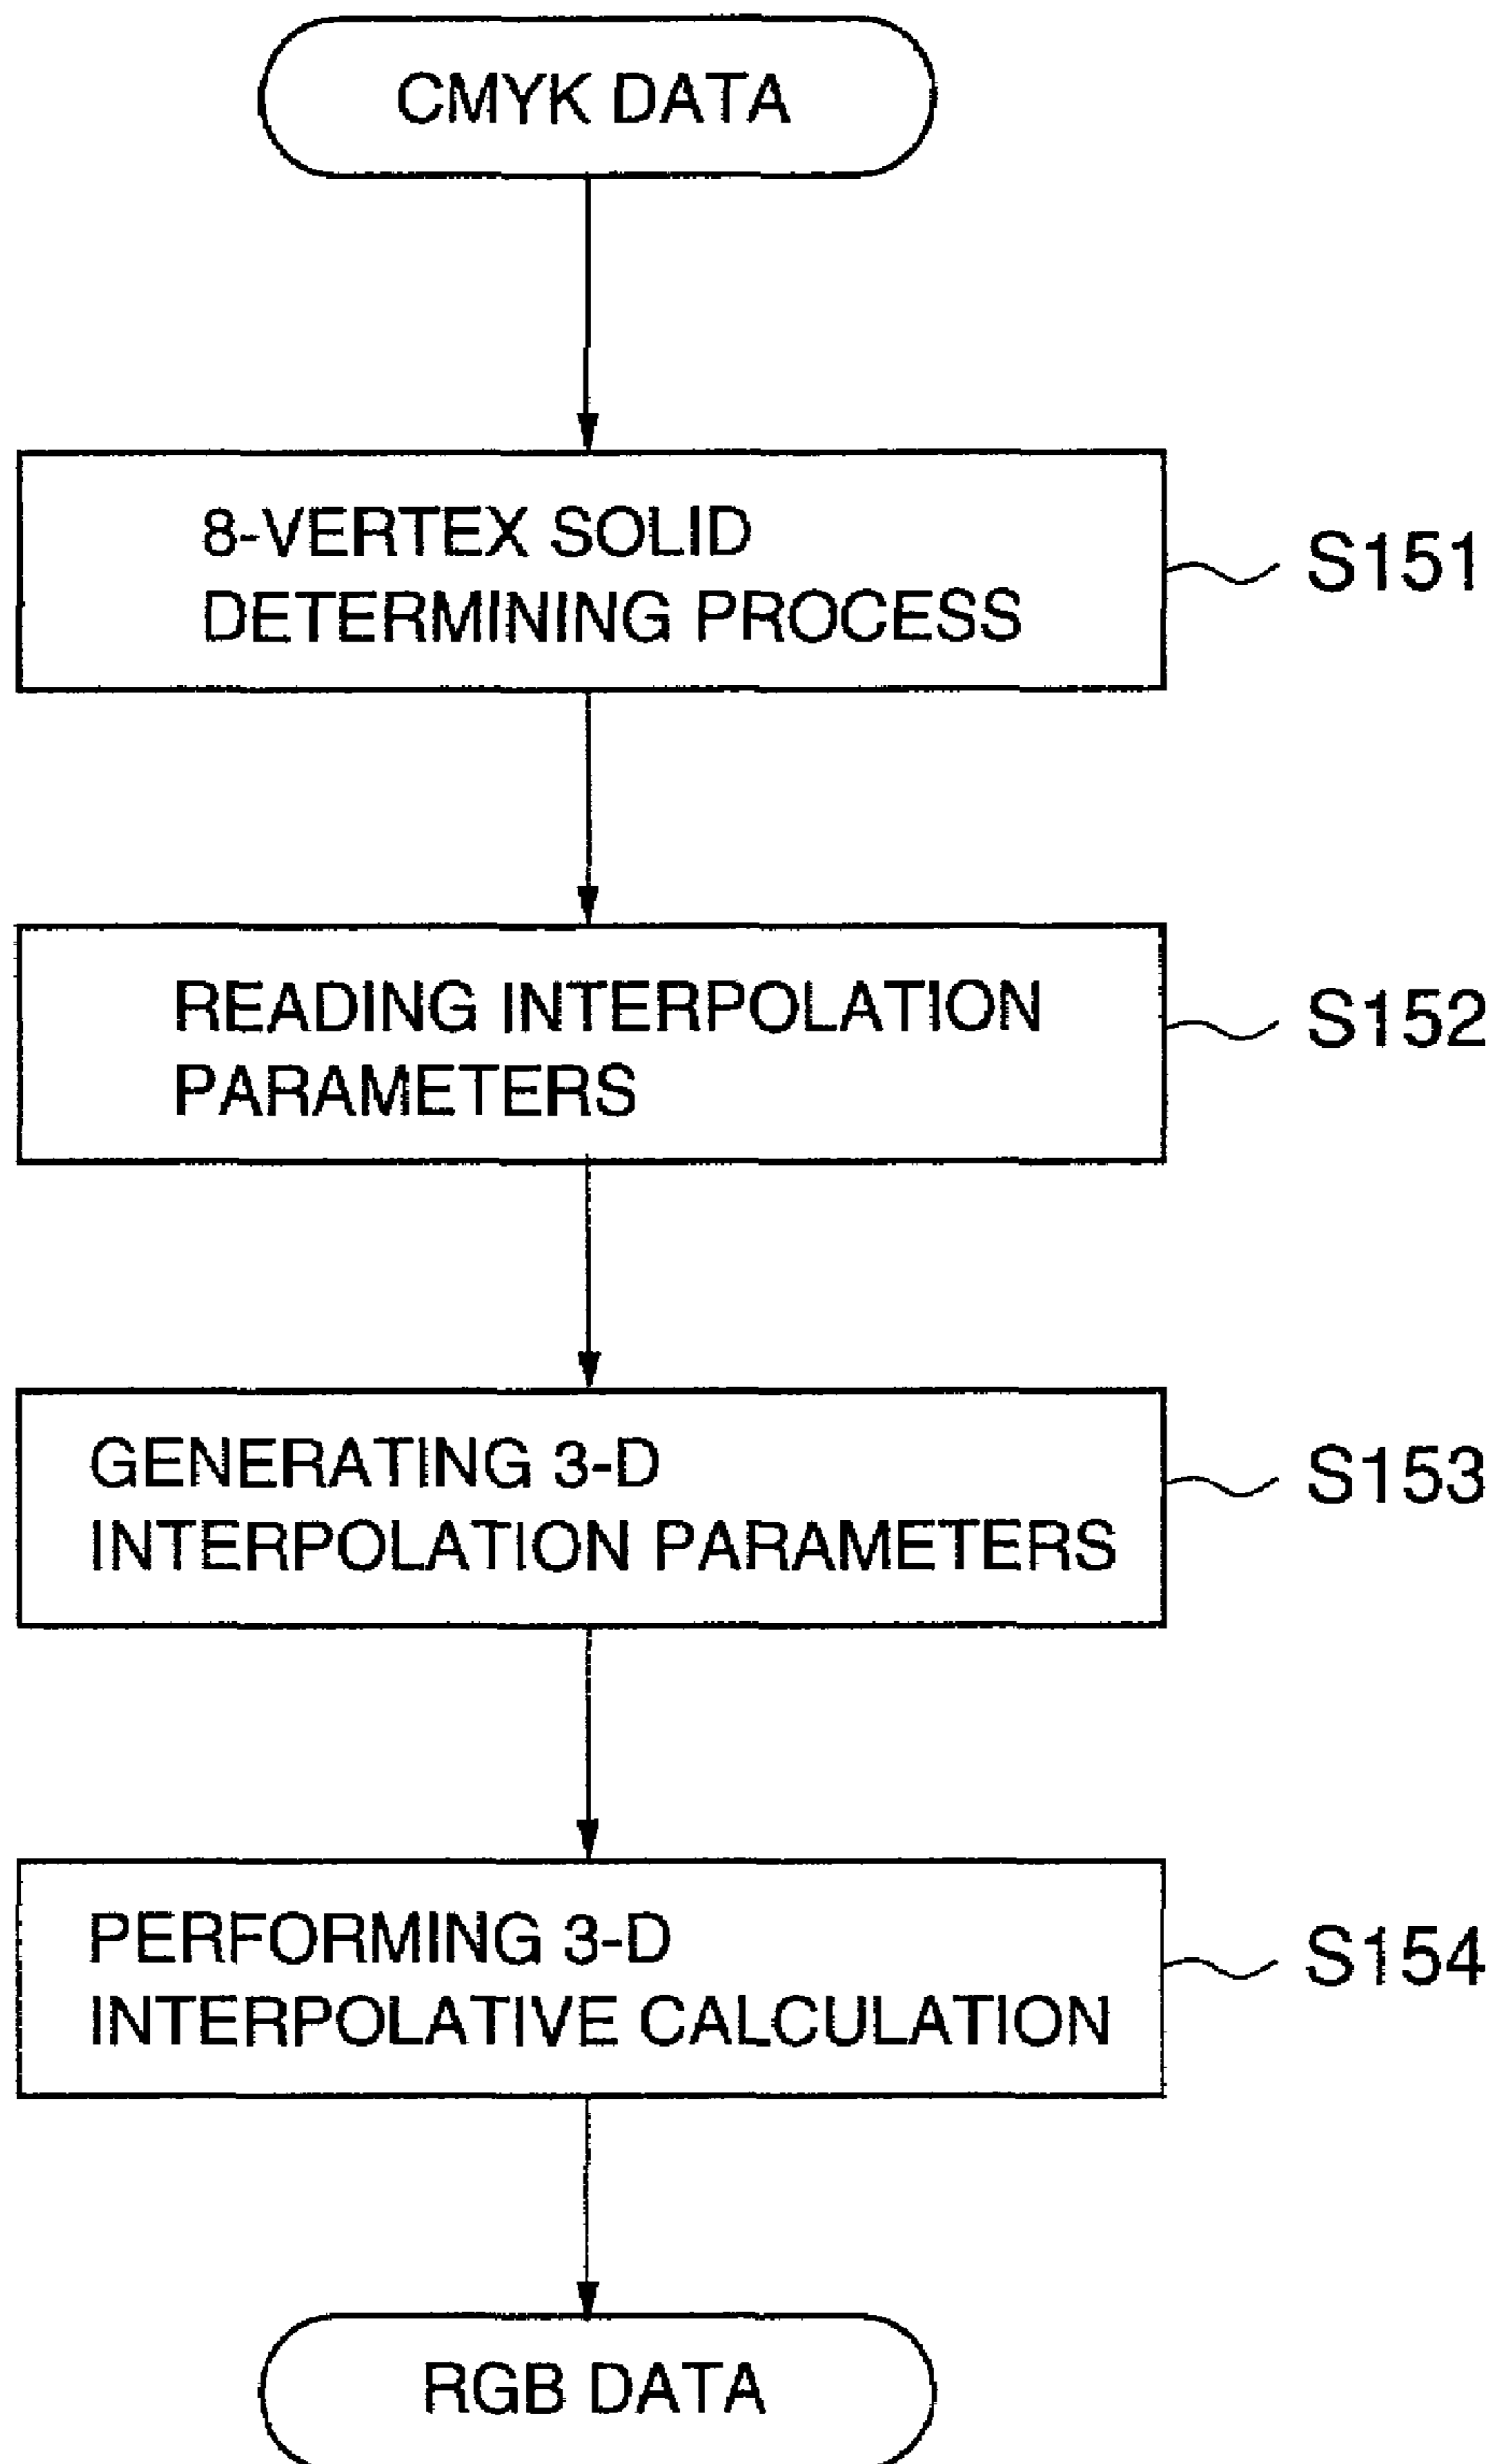 CMYK DATA
8-VERTEX SOLID
DETERMINING PROCESS
S151
READING INTERPOLATION
PARAMETERS
S152
GENERATING 3-D
INTERPOLATION PARAMETERS
S153
PERFORMING 3-D
INTERPOLATIVE CALCULATION
S154
RGB DATA